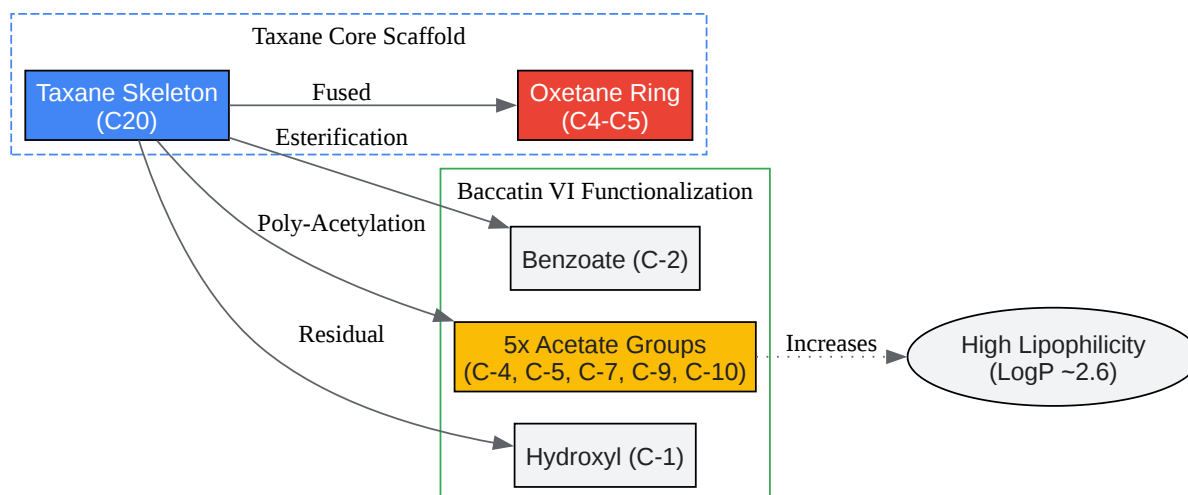 Taxane Core Scaffold
Taxane Skeleton
(C20)
Fused
Oxetane Ring
(C4-C5)
Esterification
Baccatin VI Functionalization
Poly-Acetylation
Benzoate (C-2)
Residual
5x Acetate Groups
(C-4, C-5, C-7, C-9, C-10)
Increases
High Lipophilicity
(LogP ~2.6)
Hydroxyl (C-1)